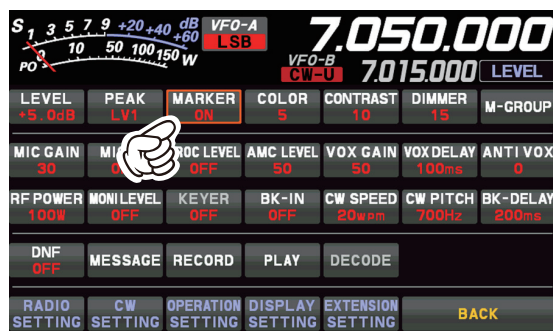 S 1 3 5 7 9 +20 +40 +60 dB
PO 0 10 50 100 150 W
VFO-A
LSB
7.050.000
VFO-B
CW-U
7.015.000
LEVEL
LEVEL PEAK MARKER COLOR CONTRAST DIMMER M-GROUP
+5.0dB LV1 ON 5 10 15
MIC GAIN MI ROC LEVEL AMC LEVEL VOX GAIN VOX DELAY ANTI VOX
30 OFF 50 50 100ms 0
RF POWER MONI LEVEL KEYER BK-IN CW SPEED CW PITCH BK-DELAY
100W OFF OFF OFF 20wpm 700Hz 200ms
DNF MESSAGE RECORD PLAY DECODE
OFF
RADIO CW OPERATION DISPLAY EXTENSION BACK
SETTING SETTING SETTING SETTING SETTING